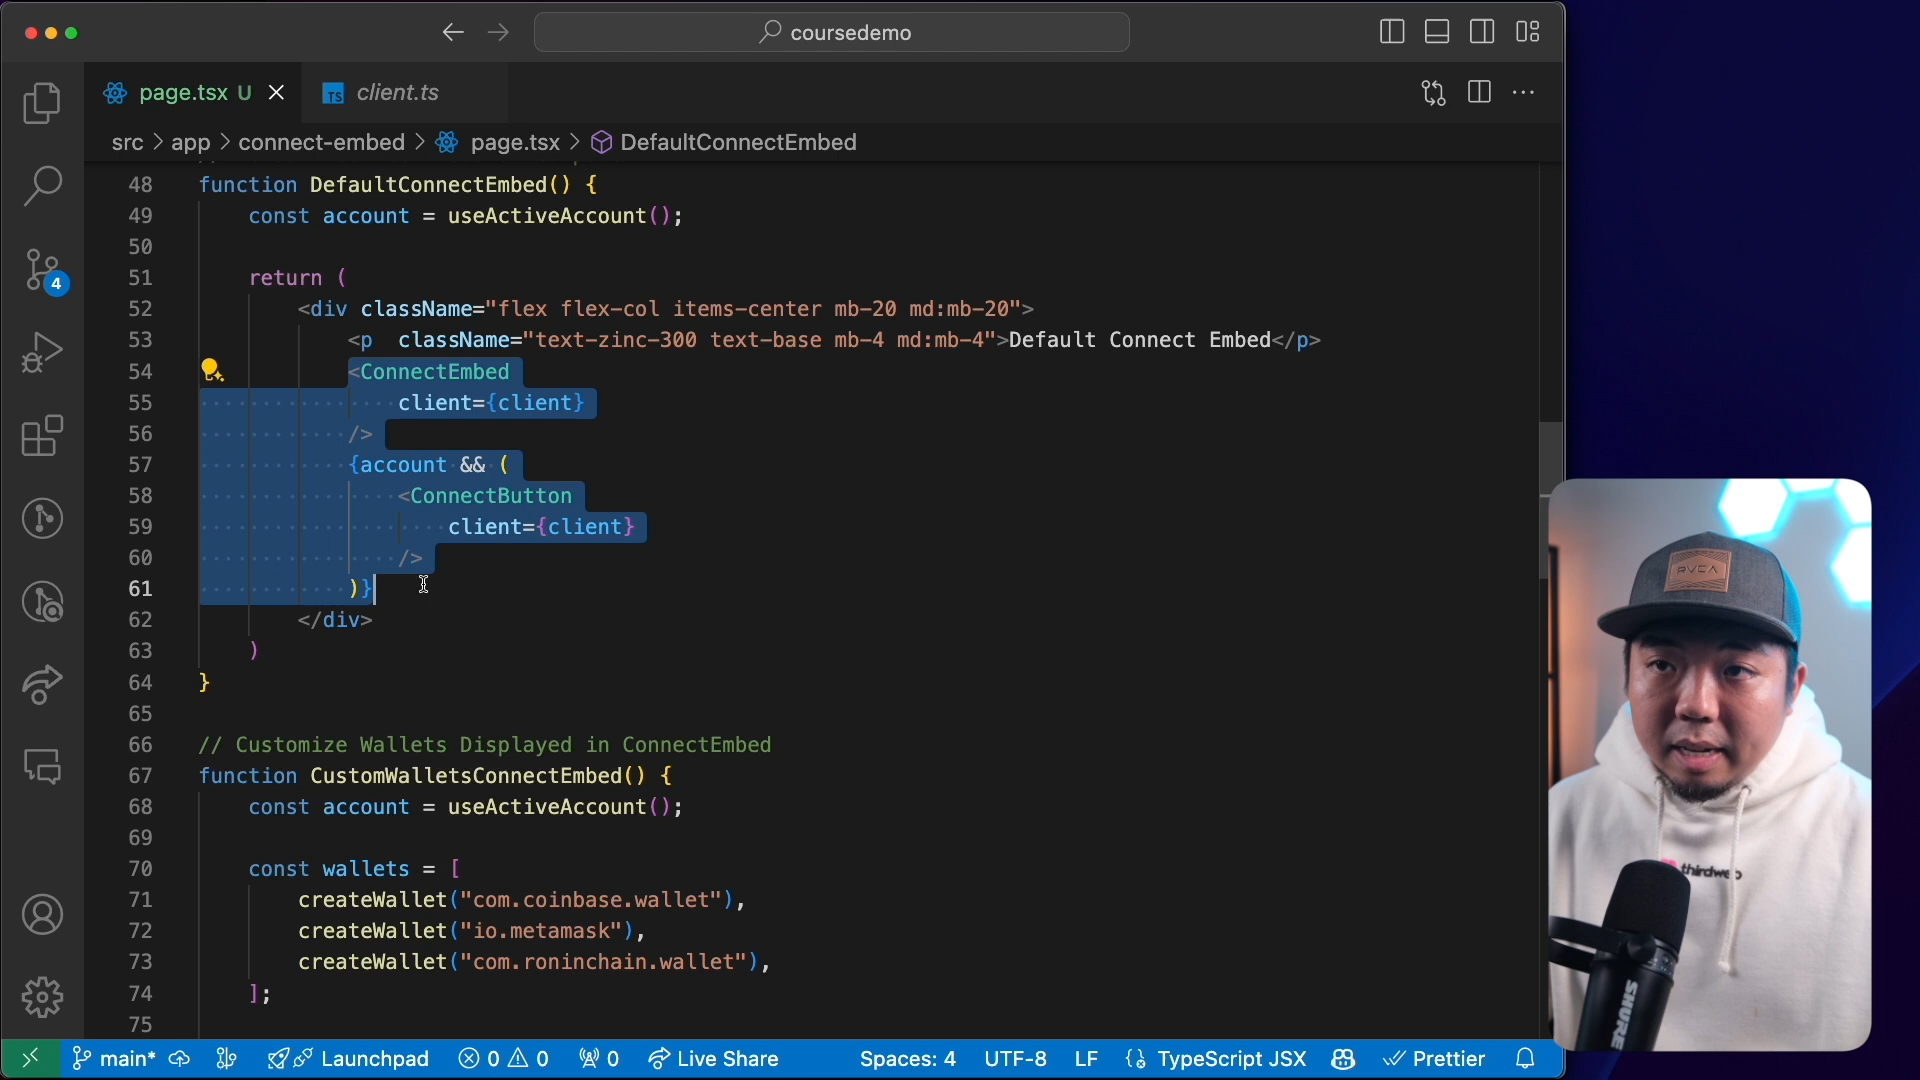 coursedemo
page.tsx U
TS client.ts
src > app > connect-embed > page.tsx > DefaultConnectEmbed
48 function DefaultConnectEmbed() {
49 const account = useActiveAccount();
50
51 return (
52 <div className="flex flex-col items-center mb-20 md:mb-20">
53 <p className="text-zinc-300 text-base mb-4 md:mb-4">Default Connect Embed</p>
54 <ConnectEmbed
55 client={client}
56 />
57 {account && (
58 <ConnectButton
59 client={client}
60 />
61 )}
62 </div>
63 )
64 }
65
66 // Customize Wallets Displayed in ConnectEmbed
67 function CustomWalletsConnectEmbed() {
68 const account = useActiveAccount();
69
70 const wallets = [
71 createWallet("com.coinbase.wallet"),
72 createWallet("io.metamask"),
73 createWallet("com.roninchain.wallet"),
74 ];
75
4
main* Launchpad 0 0 0 Live Share Spaces: 4 UTF-8 LF {} TypeScript JSX Prettier
RVCA
thirdweb
SHURE